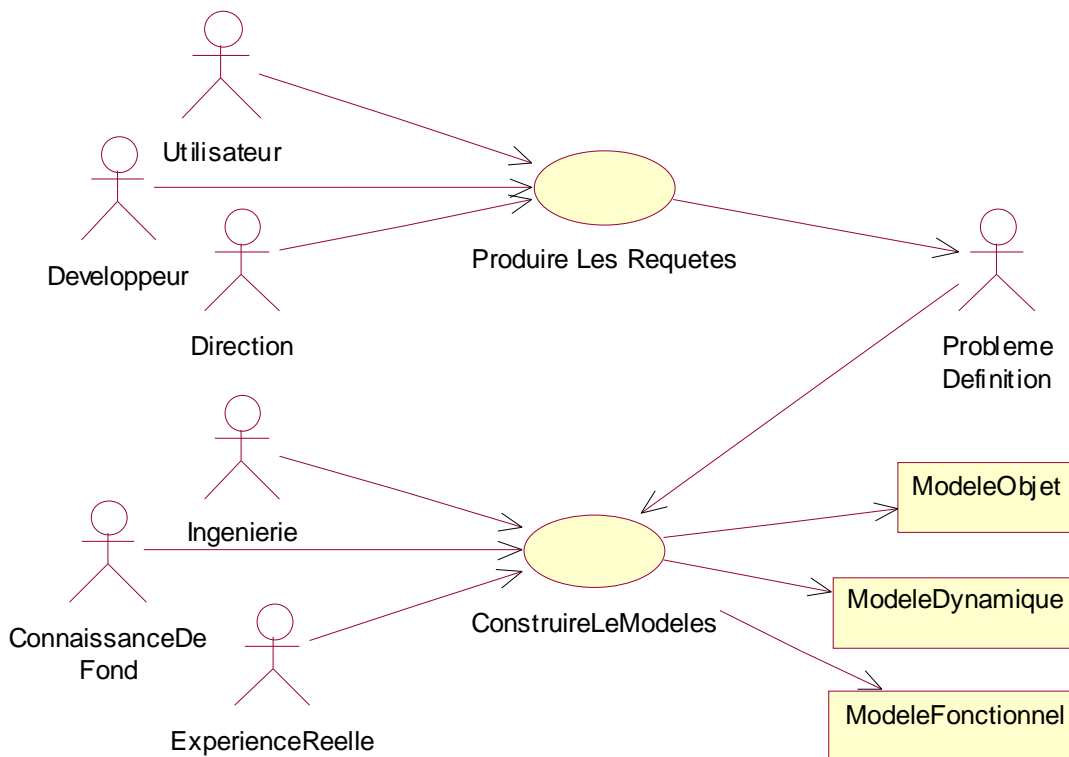 Utilisateur
Developpeur
Produire Les Requetes
Direction
Probleme
Definition
ModeleObjet
Ingenierie
ModeleDynamique
ConnaissanceDe
Fond
ConstruireLeModeles
ModeleFonctionnel
ExperienceReelle